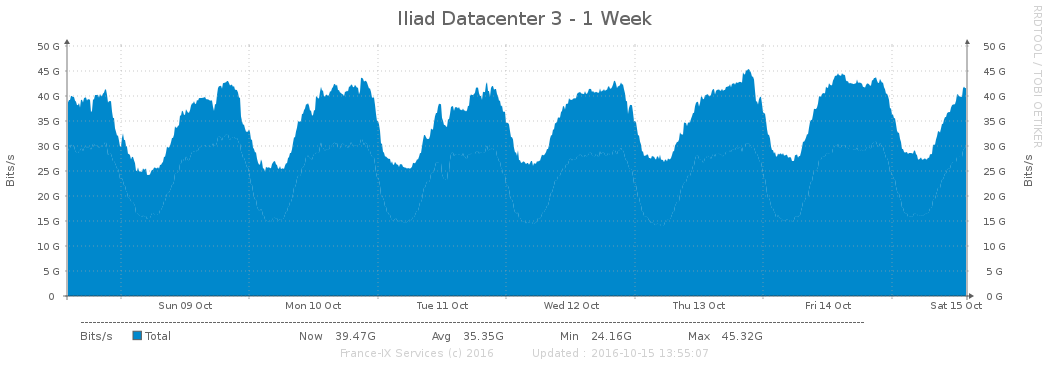 Iliad Datacenter 3 - 1 Week
RRDTOOL / TOBI OETIKER
50 G 50 G
45 G 45 G
40 G 40 G
35 G 35 G
30 G 30 G
25 G 25 G
20 G 20 G
15 G 15 G
10 G 10 G
5 G 5 G
0 0 G
Bits/s Bits/s
Sun 09 Oct Mon 10 Oct Tue 11 Oct Wed 12 Oct Thu 13 Oct Fri 14 Oct Sat 15 Oct
Bits/s Total Now 39.47G Avg 35.35G Min 24.16G Max 45.32G
France-IX Services (c) 2016 Updated : 2016-10-15 13:55:07